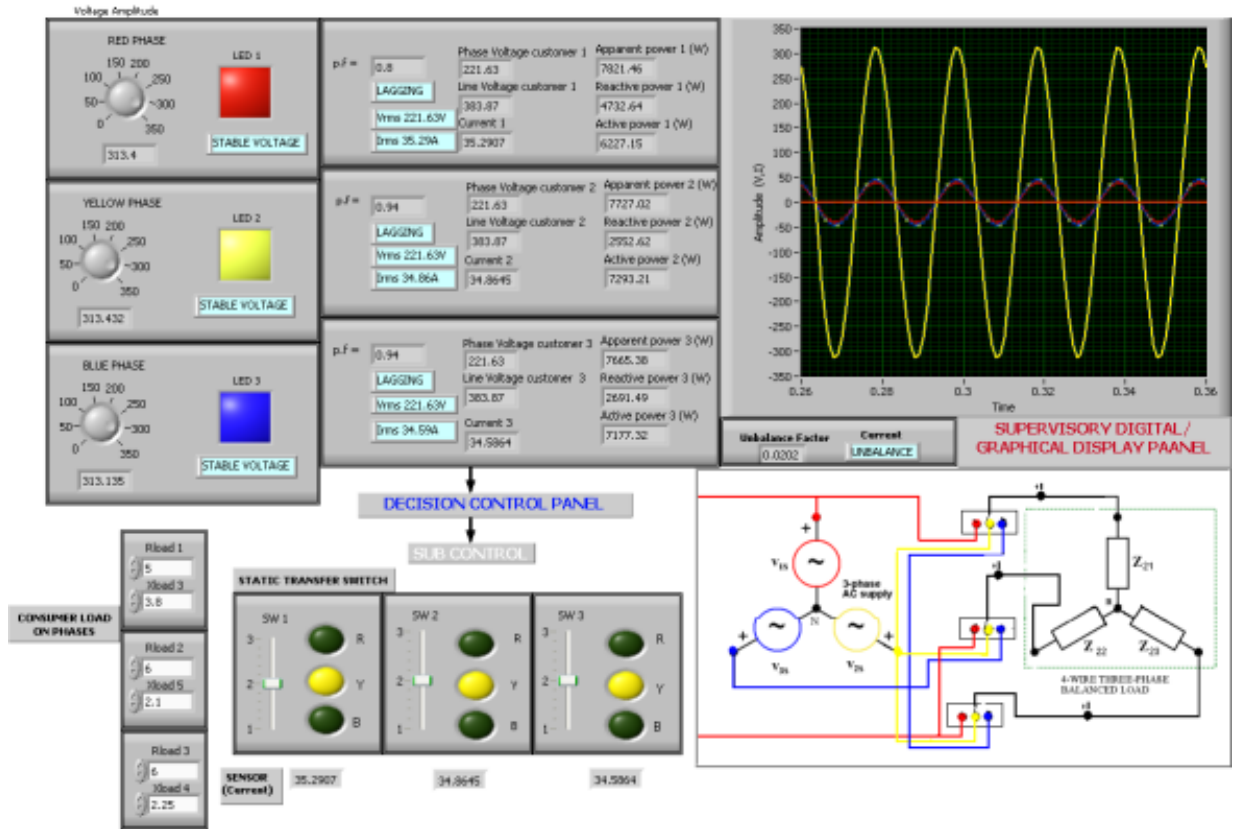 Voltage Amplitude
RED PHASE
150 200
100 250
50 300
0 350
313.4
LED 1
STABLE VOLTAGE
YELLOW PHASE
150 200
100 250
50 300
0 350
313.432
LED 2
STABLE VOLTAGE
BLUE PHASE
150 200
100 250
50 300
0 350
313.135
LED 3
STABLE VOLTAGE
p.f = 0.8
LAGGING
Vrms 221.63V
Irms 35.29A
Phase Voltage customer 1
221.63
Line Voltage customer 1
383.87
Current 1
35.2907
Apparent power 1 (W)
7821.46
Reactive power 1 (W)
4732.64
Active power 1 (W)
6227.15
p.f = 0.94
LAGGING
Vrms 221.63V
Irms 34.86A
Phase Voltage customer 2
221.63
Line Voltage customer 2
383.87
Current 2
34.8645
Apparent power 2 (W)
7727.02
Reactive power 2 (W)
2552.62
Active power 2 (W)
7293.21
p.f = 0.94
LAGGING
Vrms 221.63V
Irms 34.59A
Phase Voltage customer 3
221.63
Line Voltage customer 3
383.87
Current 3
34.5864
Apparent power 3 (W)
7665.38
Reactive power 3 (W)
2691.49
Active power 3 (W)
7177.32
Amplitude (V,I)
350
300
250
200
150
100
50
0
-50
-100
-150
-200
-250
-300
-350
0.26 0.28 0.3 0.32 0.34 0.36
Time
Unbalance Factor
0.0202
Current
UNBALANCE
SUPERVISORY DIGITAL/
GRAPHICAL DISPLAY PAANEL
DECISION CONTROL PANEL
SUB CONTROL
STATIC TRANSFER SWITCH
CONSUMER LOAD
ON PHASES
Rload 1
5
Xload 3
3.8
Rload 2
6
Xload 5
2.1
Rload 3
6
Xload 4
2.25
SW 1
3
2
1
R
Y
B
SW 2
3
2
1
R
Y
B
SW 3
3
2
1
R
Y
B
SENSOR
(Current)
35.2907
34.8645
34.5864
+
V1S
~
3-phase
AC supply
+
~
V3S
N
~
V2S
+
+I
Z21
+I
Z22
Z23
4-WIRE THREE-PHASE
BALANCED LOAD
+I